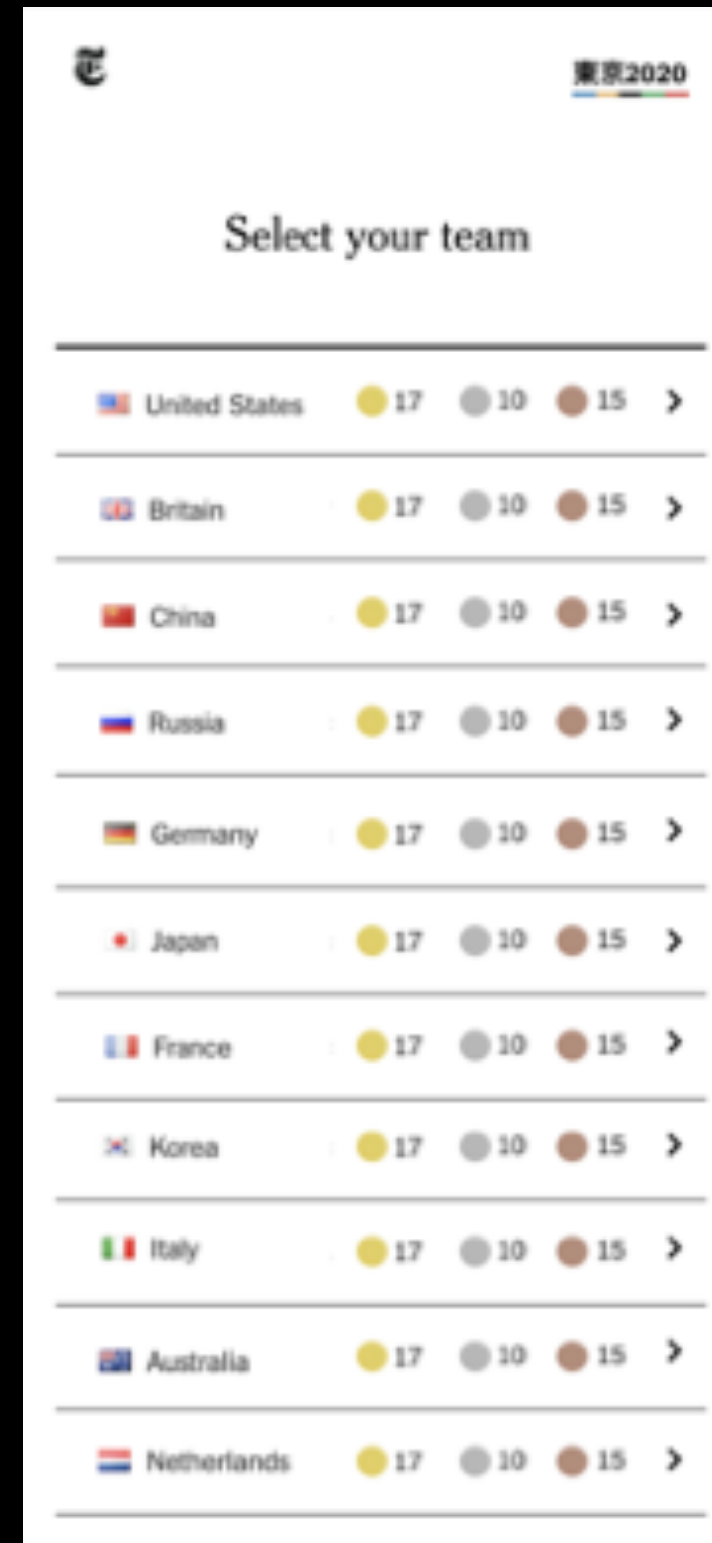 T
東京2020
Select your team
United States 17 10 15
Britain 17 10 15
China 17 10 15
Russia 17 10 15
Germany 17 10 15
Japan 17 10 15
France 17 10 15
Korea 17 10 15
Italy 17 10 15
Australia 17 10 15
Netherlands 17 10 15